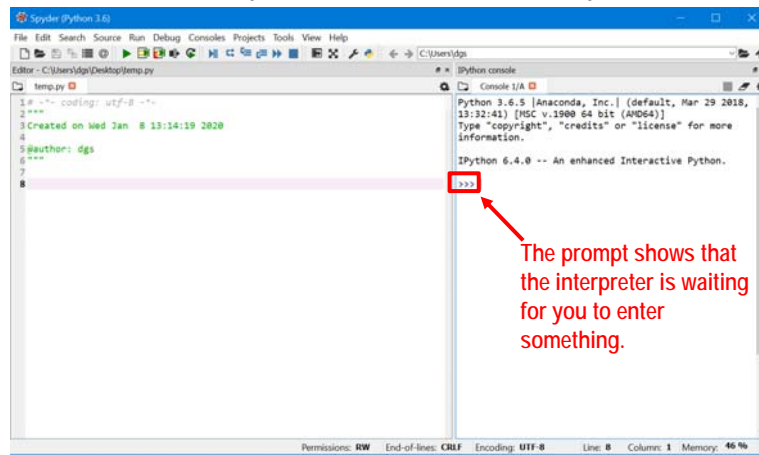 Spyder (Python 3.6)
File Edit Search Source Run Debug Consoles Projects Tools View Help
C:\Users\dgs
Editor - C:\Users\dgs\Desktop\temp.py
temp.py
1 # -*- coding: utf-8 -*-
2 """
3 Created on Wed Jan  8 13:14:19 2020
4
5 @author: dgs
6 """
7
8
IPython console
Console 1/A
Python 3.6.5 |Anaconda, Inc.| (default, Mar 29 2018,
13:32:41) [MSC v.1900 64 bit (AMD64)]
Type "copyright", "credits" or "license" for more
information.
IPython 6.4.0 -- An enhanced Interactive Python.
>>>
The prompt shows that
the interpreter is waiting
for you to enter
something.
Permissions: RW End-of-lines: CRLF Encoding: UTF-8 Line: 8 Column: 1 Memory: 46 %